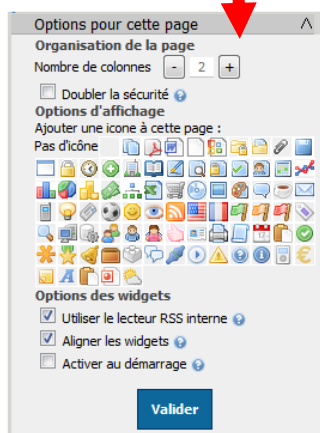 Options pour cette page
Organisation de la page
Nombre de colonnes - 2 +
Doubler la sécurité
Options d'affichage
Ajouter une icone à cette page :
Pas d'icône
Options des widgets
Utiliser le lecteur RSS interne
Aligner les widgets
Activer au démarrage
Valider